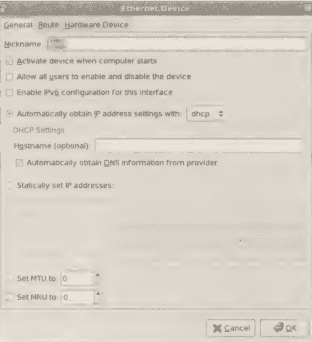 Ethernet Device
General Route Hardware Device
Nickname
Activate device when computer starts
Allow all users to enable and disable the device
Enable IPv6 configuration for this interface
Automatically obtain IP address settings with: dhcp
DHCP Settings
Hostname (optional):
Automatically obtain DNS information from provider
Statically set IP addresses:
Set MTU to 0
Set MRU to 0
Cancel OK